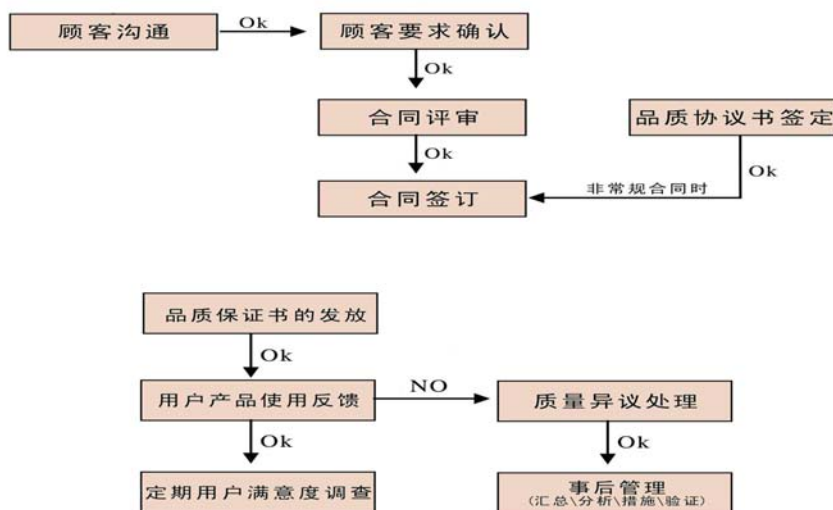 顾客沟通
Ok
顾客要求确认
Ok
合同评审
品质协议书签定
Ok
Ok
合同签订
非常规合同时
品质保证书的发放
Ok
用户产品使用反馈
NO
质量异议处理
Ok
Ok
定期用户满意度调查
事后管理
(汇总\分析\措施\验证)